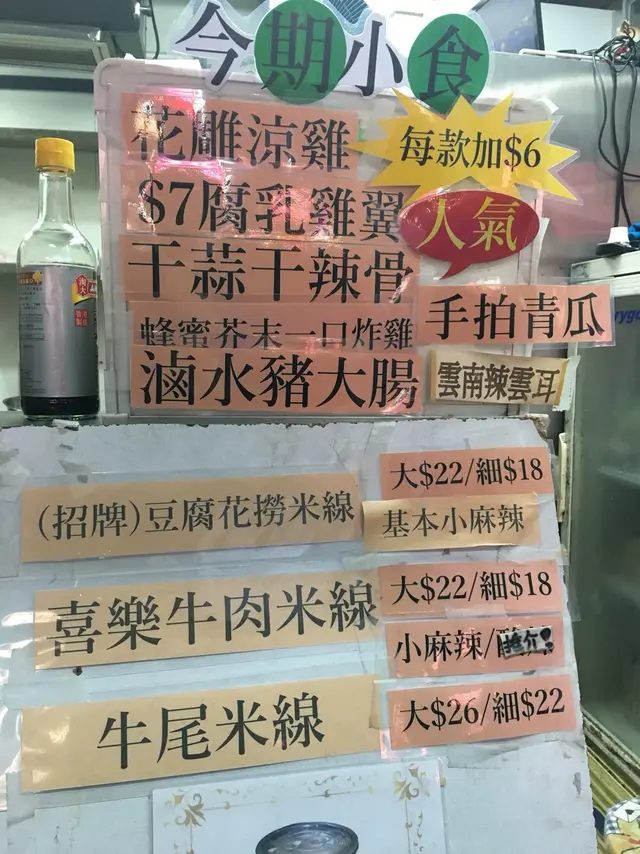 今期小食
花雕涼雞
每款加$6
$7腐乳雞翼
人氣
干蒜干辣骨
手拍青瓜
蜂蜜芥末一口炸雞
滷水豬大腸
雲南辣雲耳
大$22/細$18
(招牌)豆腐花撈米線
基本小麻辣
大$22/細$18
喜樂牛肉米線
小麻辣/
推介!
大$26/細$22
牛尾米線